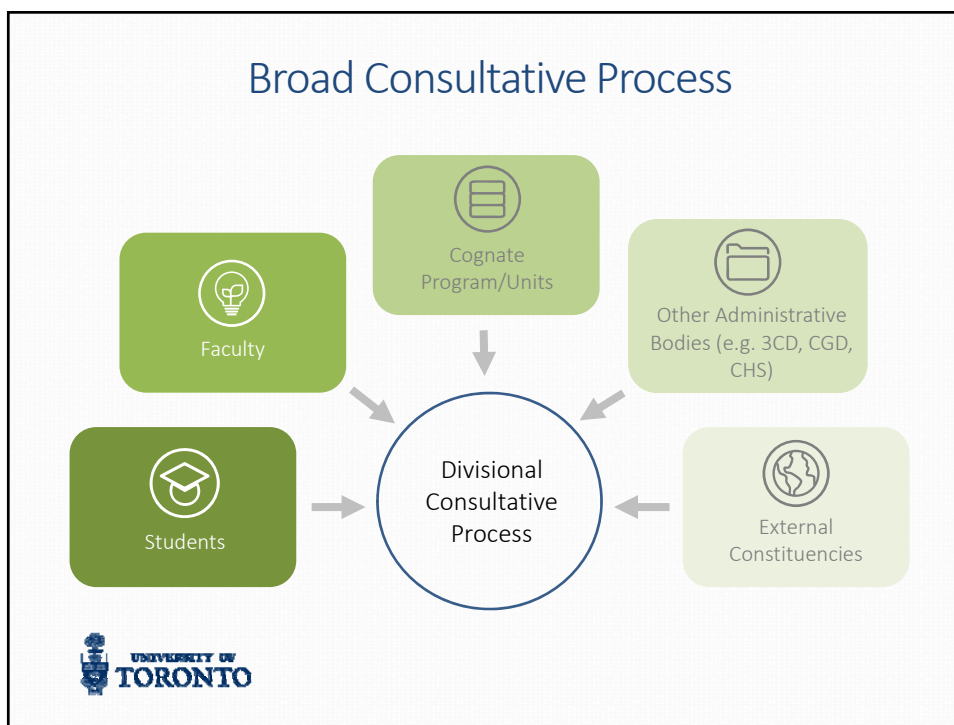 Broad Consultative Process
Cognate
Program/Units
Faculty
Other Administrative
Bodies (e.g. 3CD, CGD,
CHS)
Students
Divisional
Consultative
Process
External
Constituencies
UNIVERSITY OF
TORONTO